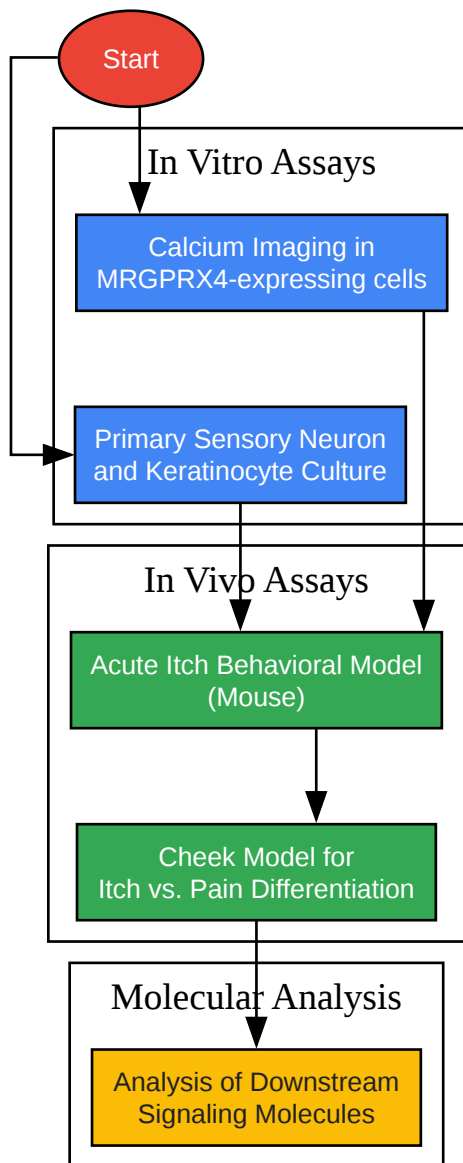 Start
In Vitro Assays
Calcium Imaging in
MRGPRX4-expressing cells
Primary Sensory Neuron
and Keratinocyte Culture
In Vivo Assays
Acute Itch Behavioral Model
(Mouse)
Cheek Model for
Itch vs. Pain Differentiation
Molecular Analysis
Analysis of Downstream
Signaling Molecules